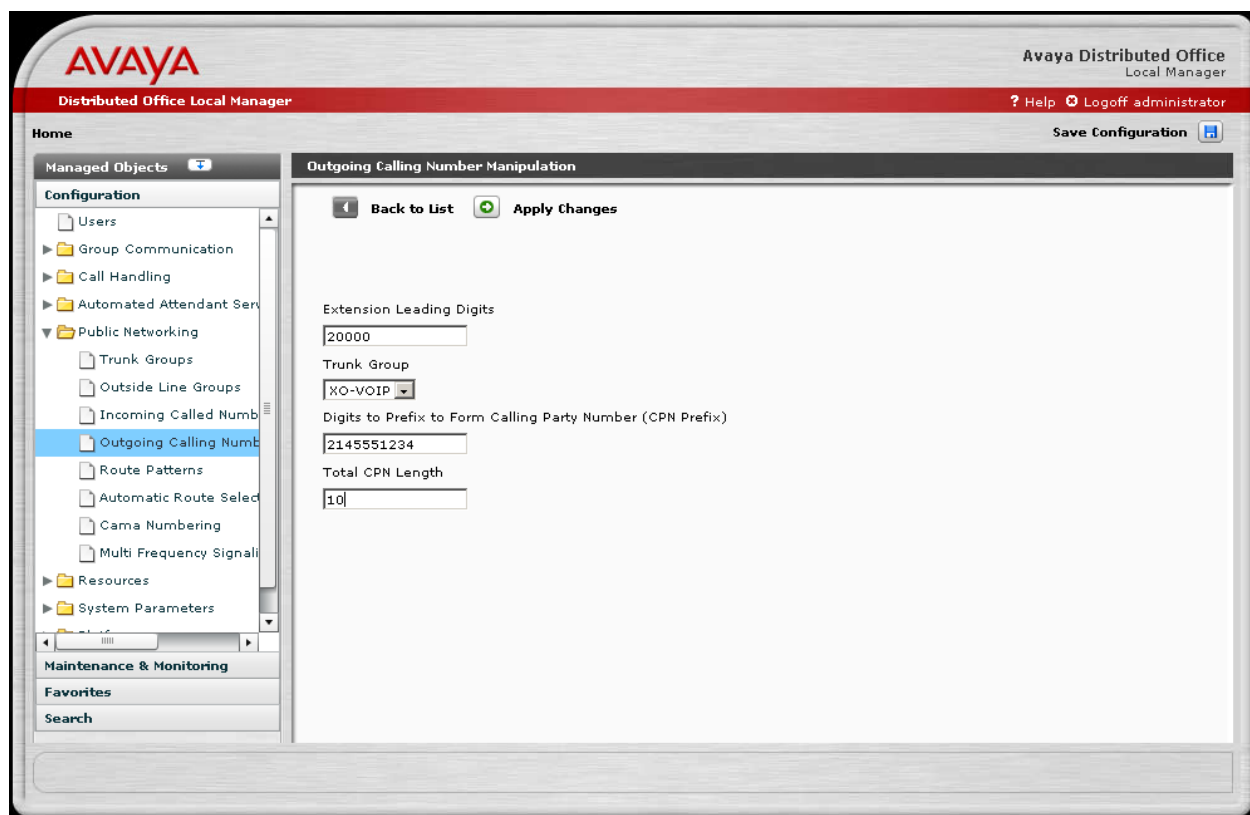 AVAYA
Avaya Distributed Office
Local Manager
Distributed Office Local Manager
? Help Logoff administrator
Home
Save Configuration
Managed Objects
Configuration
Users
Group Communication
Call Handling
Automated Attendant Serv
Public Networking
Trunk Groups
Outside Line Groups
Incoming Called Numb
Outgoing Calling Numb
Route Patterns
Automatic Route Select
Cama Numbering
Multi Frequency Signali
Resources
System Parameters
Maintenance & Monitoring
Favorites
Search
Outgoing Calling Number Manipulation
Back to List Apply Changes
Extension Leading Digits
20000
Trunk Group
XO-VOIP
Digits to Prefix to Form Calling Party Number (CPN Prefix)
2145551234
Total CPN Length
10